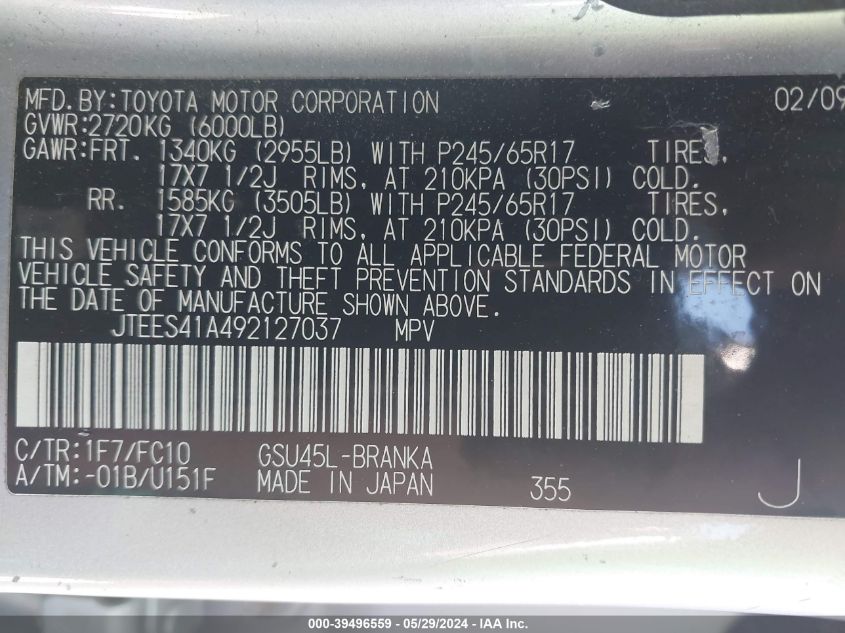 MFD.BY:TOYOTA MOTOR CORPORATION 02/09
GVWR:2720KG (6000LB)
GAWR:FRT. 1340KG (2955LB) WITH P245/65R17 TIRES,
17X7 1/2J RIMS, AT 210KPA (30PSI) COLD.
RR. 1585KG (3505LB) WITH P245/65R17 TIRES,
17X7 1/2J RIMS, AT 210KPA (30PSI) COLD.
THIS VEHICLE CONFORMS TO ALL APPLICABLE FEDERAL MOTOR
VEHICLE SAFETY AND THEFT PREVENTION STANDARDS IN EFFECT ON
THE DATE OF MANUFACTURE SHOWN ABOVE.
JTEES41A492127037 MPV
C/TR:1F7/FC10 GSU45L-BRANKA
A/TM:-01B/U151F MADE IN JAPAN 355 J
000-39496559 — 05/29/2024 — IAA Inc.